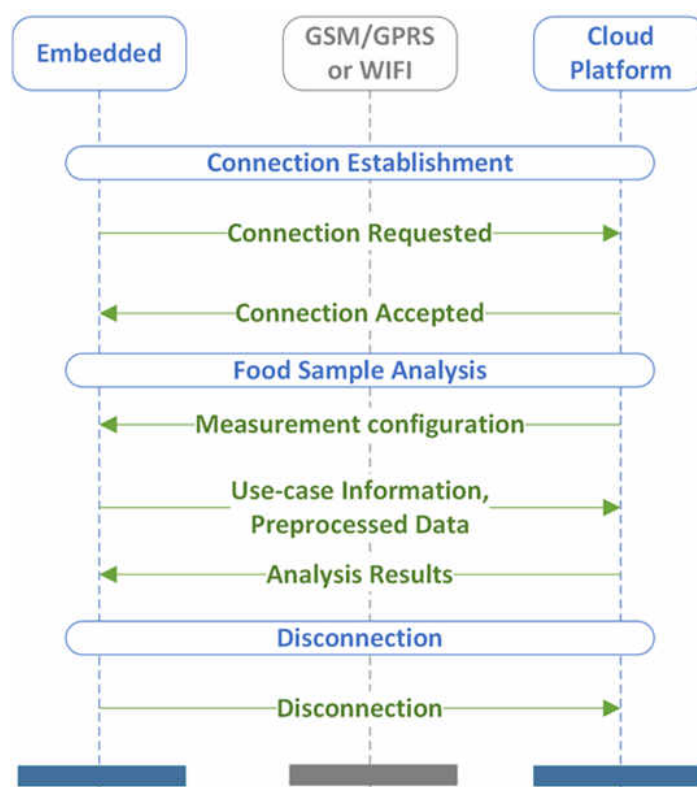 Embedded
GSM/GPRS
or WIFI
Cloud
Platform
Connection Establishment
Connection Requested
Connection Accepted
Food Sample Analysis
Measurement configuration
Use-case Information,
Preprocessed Data
Analysis Results
Disconnection
Disconnection